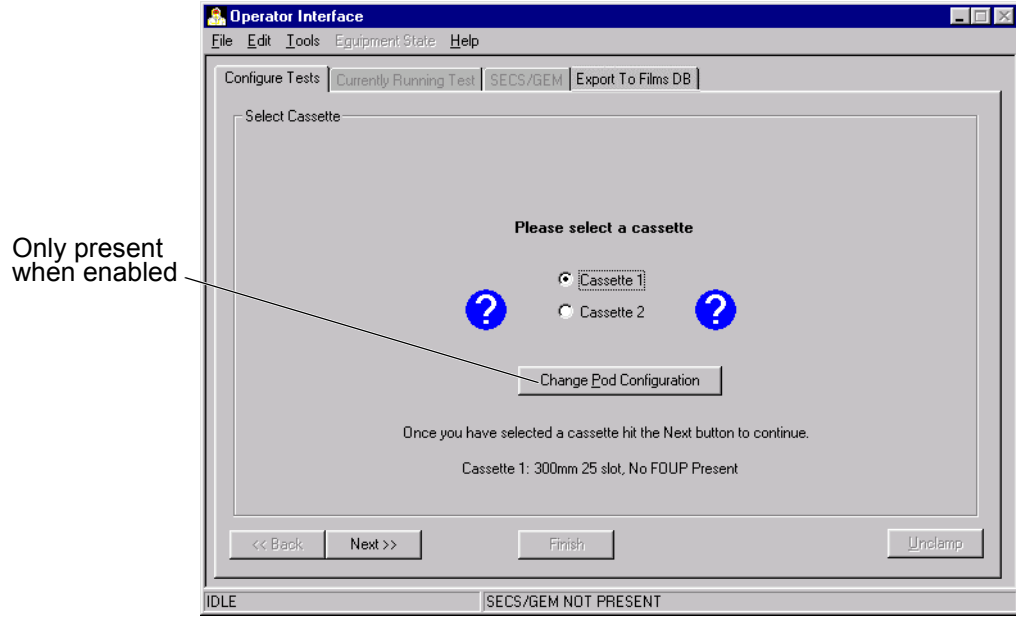 Operator Interface
File Edit Tools Equipment State Help
Configure Tests Currently Running Test SECS/GEM Export To Films DB
Select Cassette
Please select a cassette
Only present
when enabled
Cassette 1
? ?
Cassette 2
Change Pod Configuration
Once you have selected a cassette hit the Next button to continue.
Cassette 1: 300mm 25 slot, No FOUP Present
<< Back Next >> Finish Unclamp
IDLE SECS/GEM NOT PRESENT